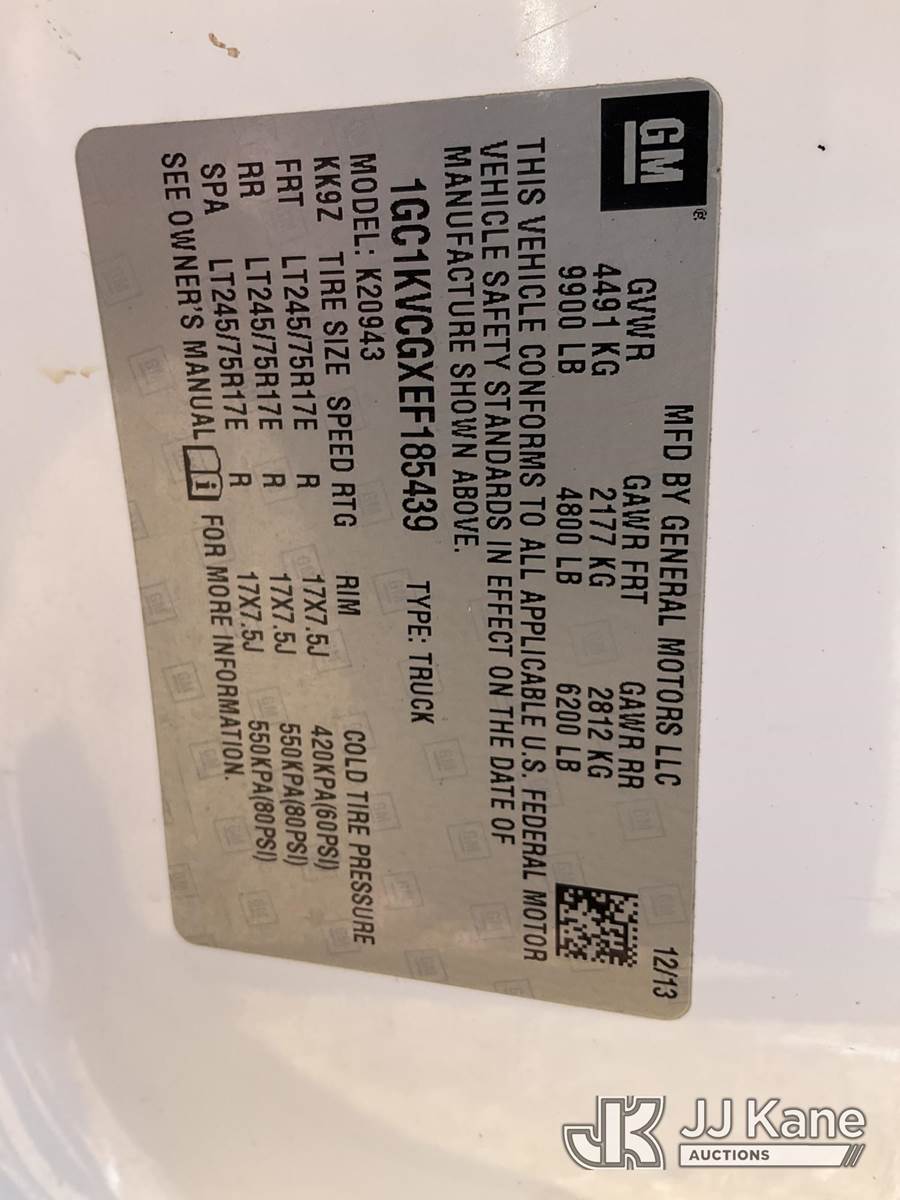 GM®
MFD BY GENERAL MOTORS LLC 12/13
GVWR GAWR FRT GAWR RR
4491 KG 2177 KG 2812 KG
9900 LB 4800 LB 6200 LB
THIS VEHICLE CONFORMS TO ALL APPLICABLE U.S. FEDERAL MOTOR
VEHICLE SAFETY STANDARDS IN EFFECT ON THE DATE OF
MANUFACTURE SHOWN ABOVE.
1GC1KVCGXEF185439 TYPE: TRUCK
MODEL: K20943
KK9Z TIRE SIZE SPEED RTG RIM COLD TIRE PRESSURE
FRT LT245/75R17E R 17X7.5J 420KPA(60PSI)
RR LT245/75R17E R 17X7.5J 550KPA(80PSI)
SPA LT245/75R17E R 17X7.5J 550KPA(80PSI)
SEE OWNER'S MANUAL i FOR MORE INFORMATION.
JK JJ Kane
AUCTIONS